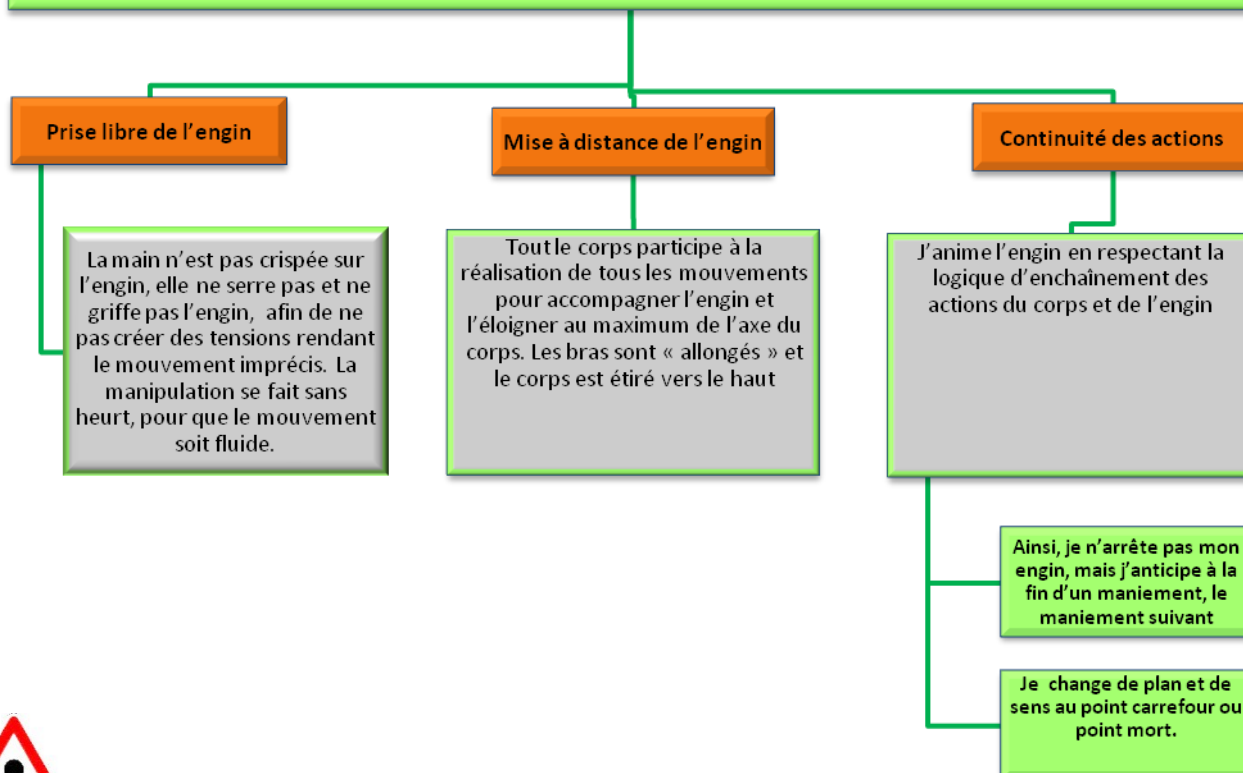 Prise libre de l'engin
Mise à distance de l'engin
Continuité des actions
La main n'est pas crispée sur
l'engin, elle ne serre pas et ne
griffe pas l'engin, afin de ne
pas créer des tensions rendant
le mouvement imprécis. La
manipulation se fait sans
heurt, pour que le mouvement
soit fluide.
Tout le corps participe à la
réalisation de tous les mouvements
pour accompagner l'engin et
l'éloigner au maximum de l'axe du
corps. Les bras sont « allongés » et
le corps est étiré vers le haut
J'anime l'engin en respectant la
logique d'enchaînement des
actions du corps et de l'engin
Ainsi, je n'arrête pas mon
engin, mais j'anticipe à la
fin d'un maniement, le
maniement suivant
Je change de plan et de
sens au point carrefour ou
point mort.